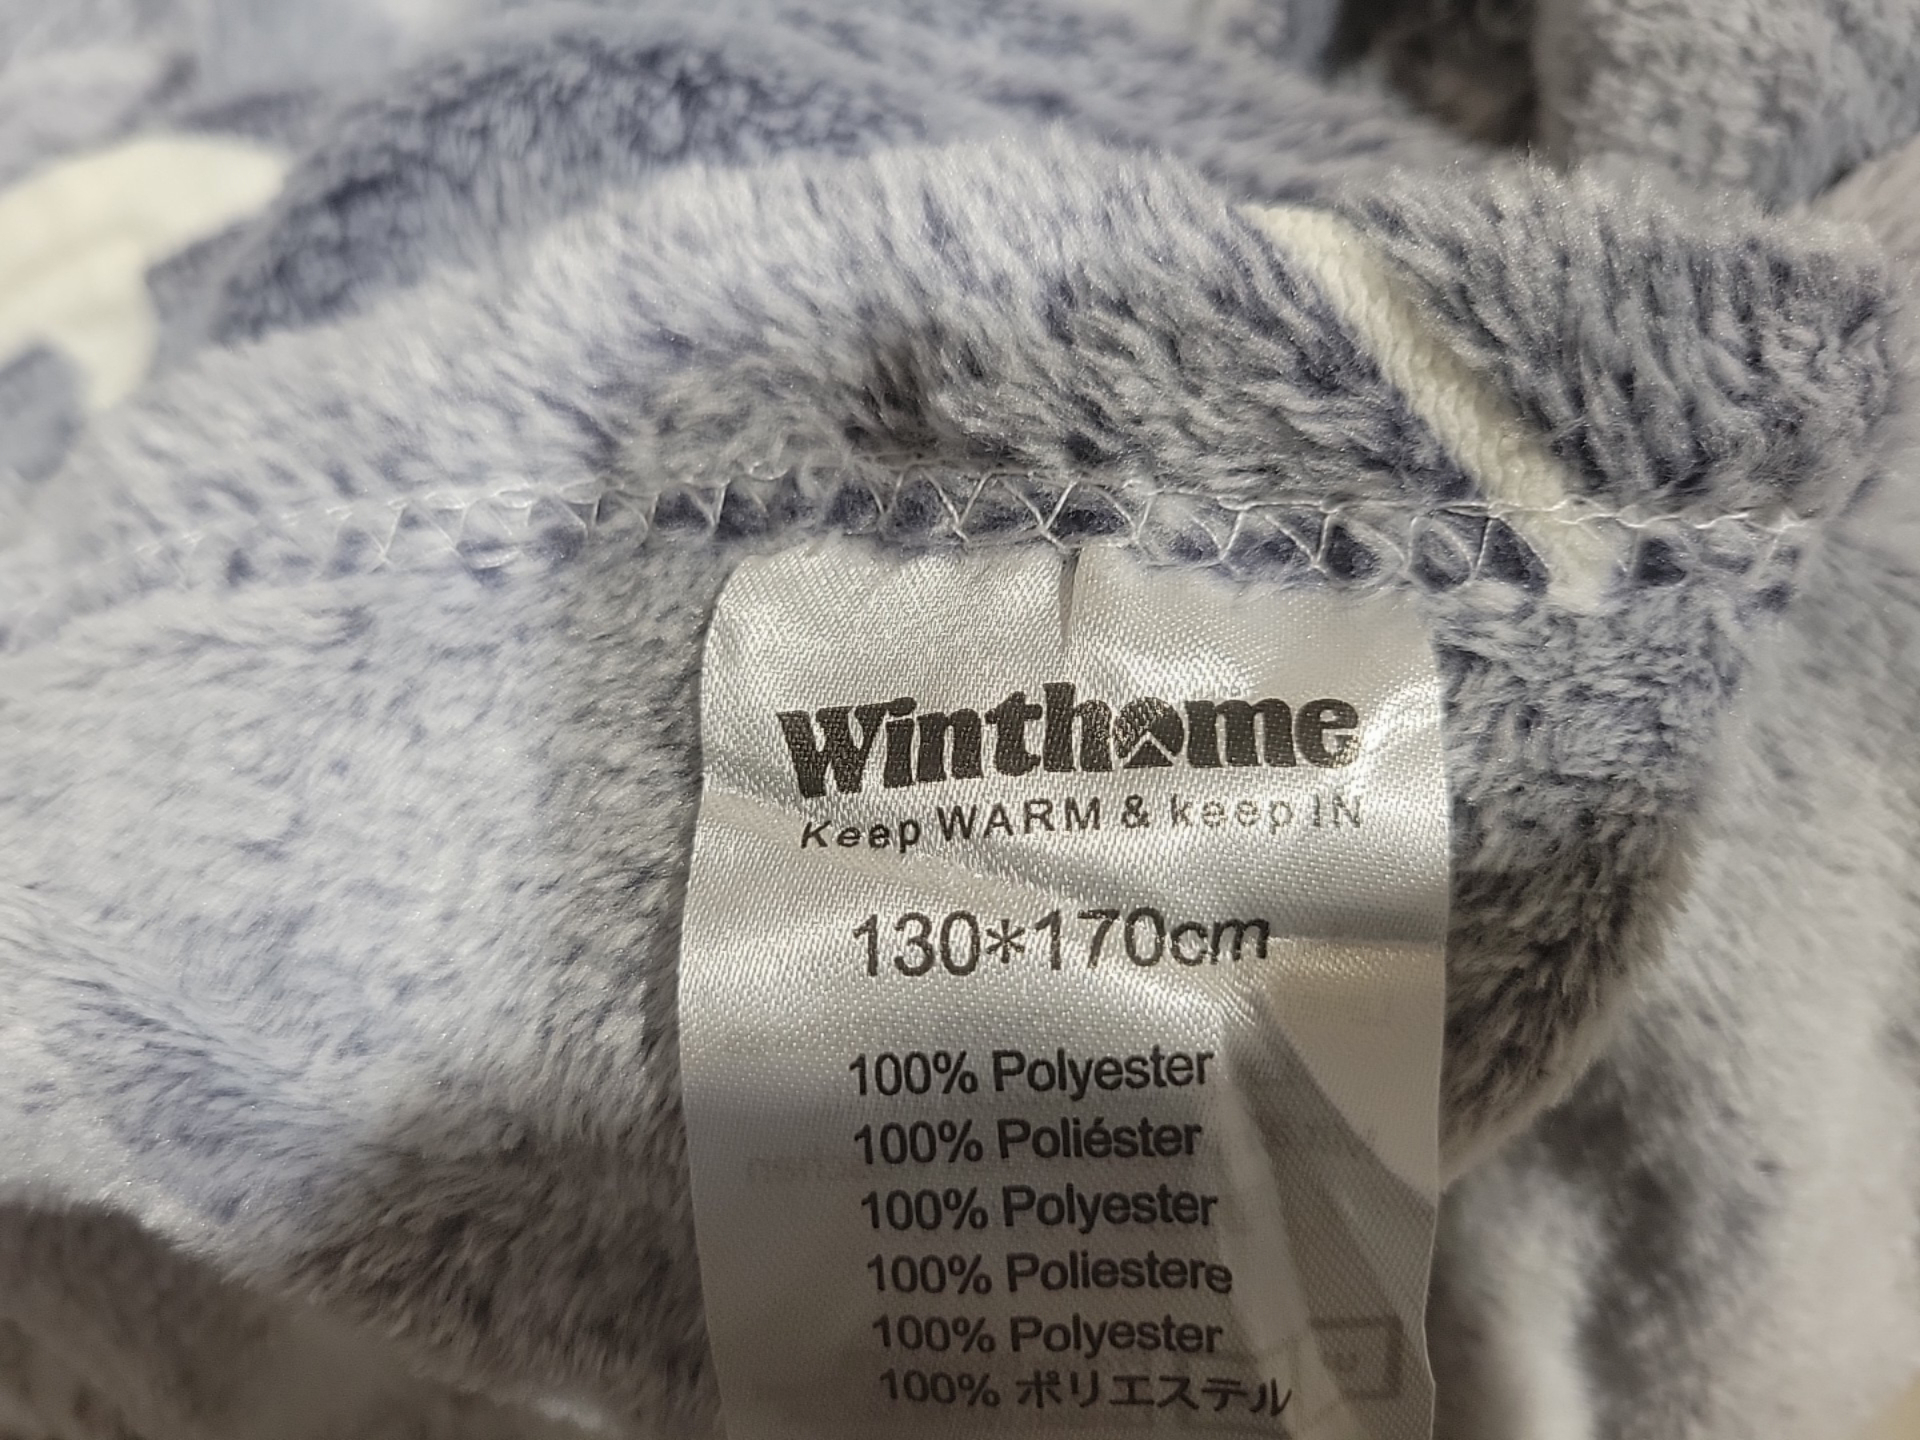 Winthome
Keep WARM & keep IN
130*170cm
100% Polyester
100% Poliéster
100% Polyester
100% Poliestere
100% Polyester
100% ポリエステル